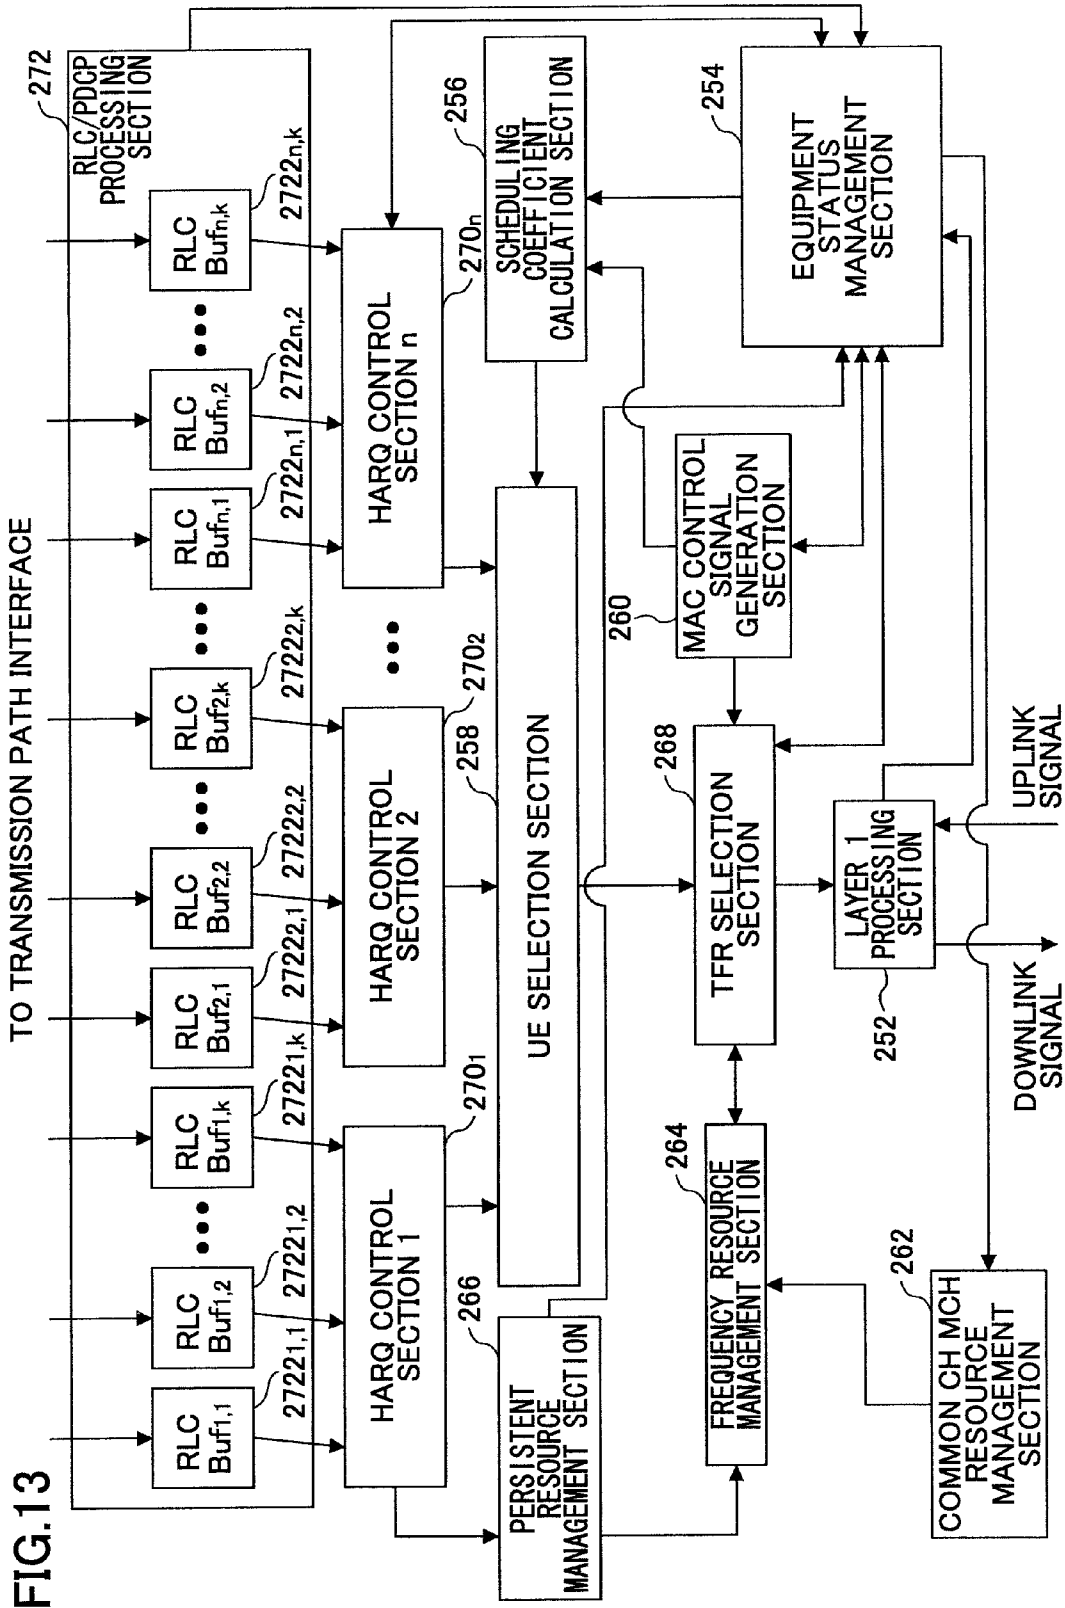 FIG.13
TO TRANSMISSION PATH INTERFACE
272
RLC/PDCP
PROCESSING
SECTION
RLC
Buf1,1
27221,1
RLC
Buf1,2
27221,2
RLC
Buf1,k
27221,k
RLC
Buf2,1
27222,1
RLC
Buf2,2
27222,2
RLC
Buf2,k
27222,k
RLC
Bufn,1
2722n,1
RLC
Bufn,2
2722n,2
RLC
Bufn,k
2722n,k
HARQ CONTROL
SECTION 1
2701
HARQ CONTROL
SECTION 2
2702
HARQ CONTROL
SECTION n
270n
266
PERSISTENT
RESOURCE
MANAGEMENT SECTION
UE SELECTION SECTION
258
SCHEDULING
COEFFICIENT
CALCULATION SECTION
256
264
FREQUENCY RESOURCE
MANAGEMENT SECTION
TFR SELECTION
SECTION
268
260
MAC CONTROL
SIGNAL
GENERATION
SECTION
EQUIPMENT
STATUS
MANAGEMENT
SECTION
254
252
LAYER 1
PROCESSING
SECTION
262
COMMON CH MCH
RESOURCE
MANAGEMENT
SECTION
DOWNLINK
SIGNAL
UPLINK
SIGNAL